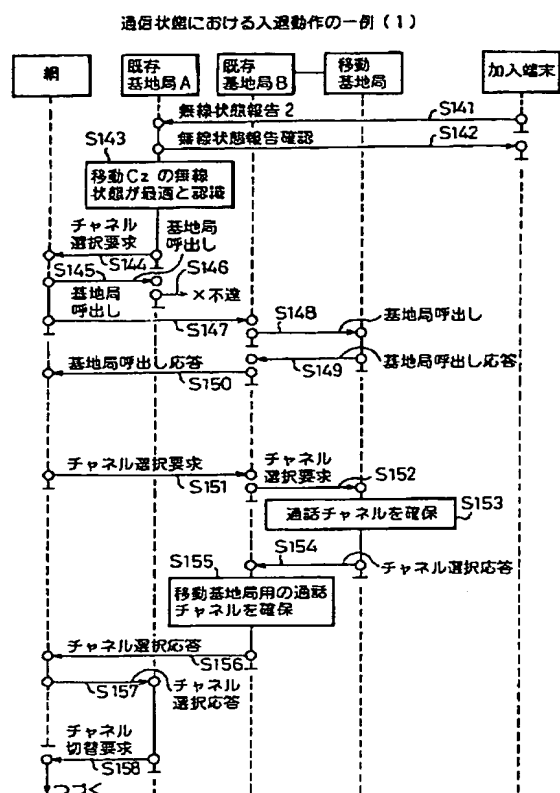 通信状態における入退動作の一例(1)
網
既存
基地局A
既存
基地局B
移動
基地局
加入端末
無線状態報告2
S141
無線状態報告確認
S142
S143
移動Czの無線
状態が最適と認識
チャネル
選択要求
S144
基地局
呼出し
S145
S146
×不達
基地局
呼出し
S147
S148
基地局呼出し
基地局呼出し応答
S149
基地局呼出し応答
S150
チャネル選択要求
S151
チャネル
選択要求
S152
通話チャネルを確保
S153
S154
チャネル選択応答
S155
移動基地局用の通話
チャネルを確保
チャネル選択応答
S156
S157
チャネル
選択応答
チャネル
切替要求
S158
つづく